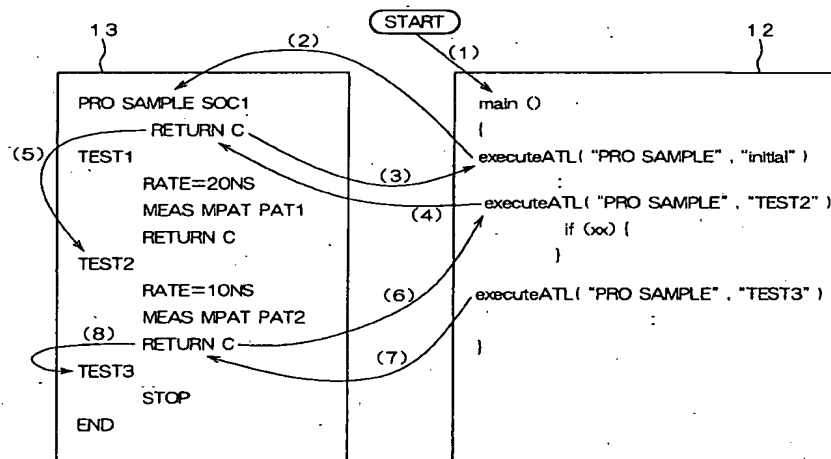 START
13
12
(1)
(2)
PRO SAMPLE SOC1
RETURN C
(5)
TEST1
(3)
RATE=20NS
MEAS MPAT PAT1
(4)
RETURN C
TEST2
RATE=10NS
(6)
MEAS MPAT PAT2
(8)
RETURN C
(7)
TEST3
STOP
END
main ()
{
executeATL( "PRO SAMPLE" , "initial" )
:
executeATL( "PRO SAMPLE" , "TEST2" )
if (xx) {
}
executeATL( "PRO SAMPLE" , "TEST3" )
:
}